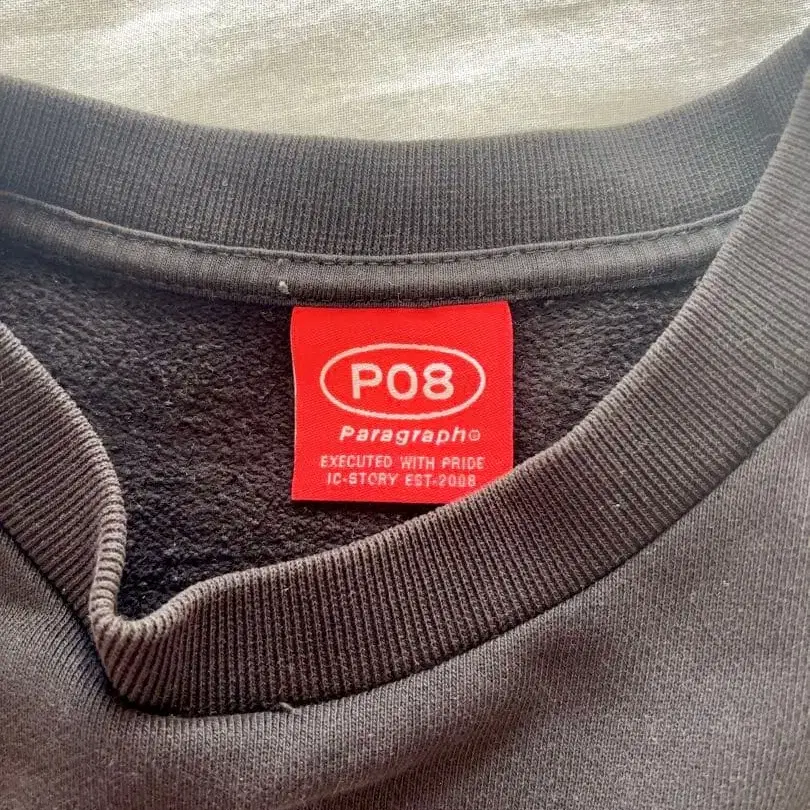 P08
Paragraph®
EXECUTED WITH PRIDE
IC-STORY EST-2008